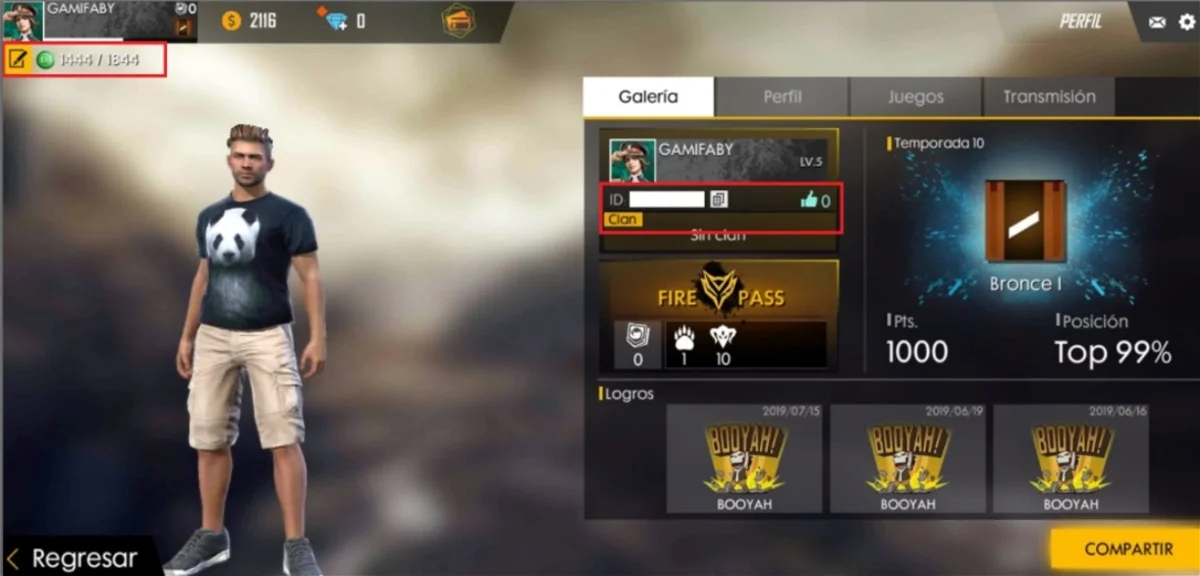 GAMIFABY
0
2116
0
PERFIL
1444 / 1844
Galería
Perfil
Juegos
Transmisión
GAMIFABY
LV.5
ID:
0
Clan
Sin clan
FIRE PASS
0
1
10
Temporada 10
Bronce I
Pts.
1000
Posición
Top 99%
Logros
2019/07/15
BOOYAH!
BOOYAH
2019/06/19
BOOYAH!
BOOYAH
2019/06/16
BOOYAH!
BOOYAH
Regresar
COMPARTIR